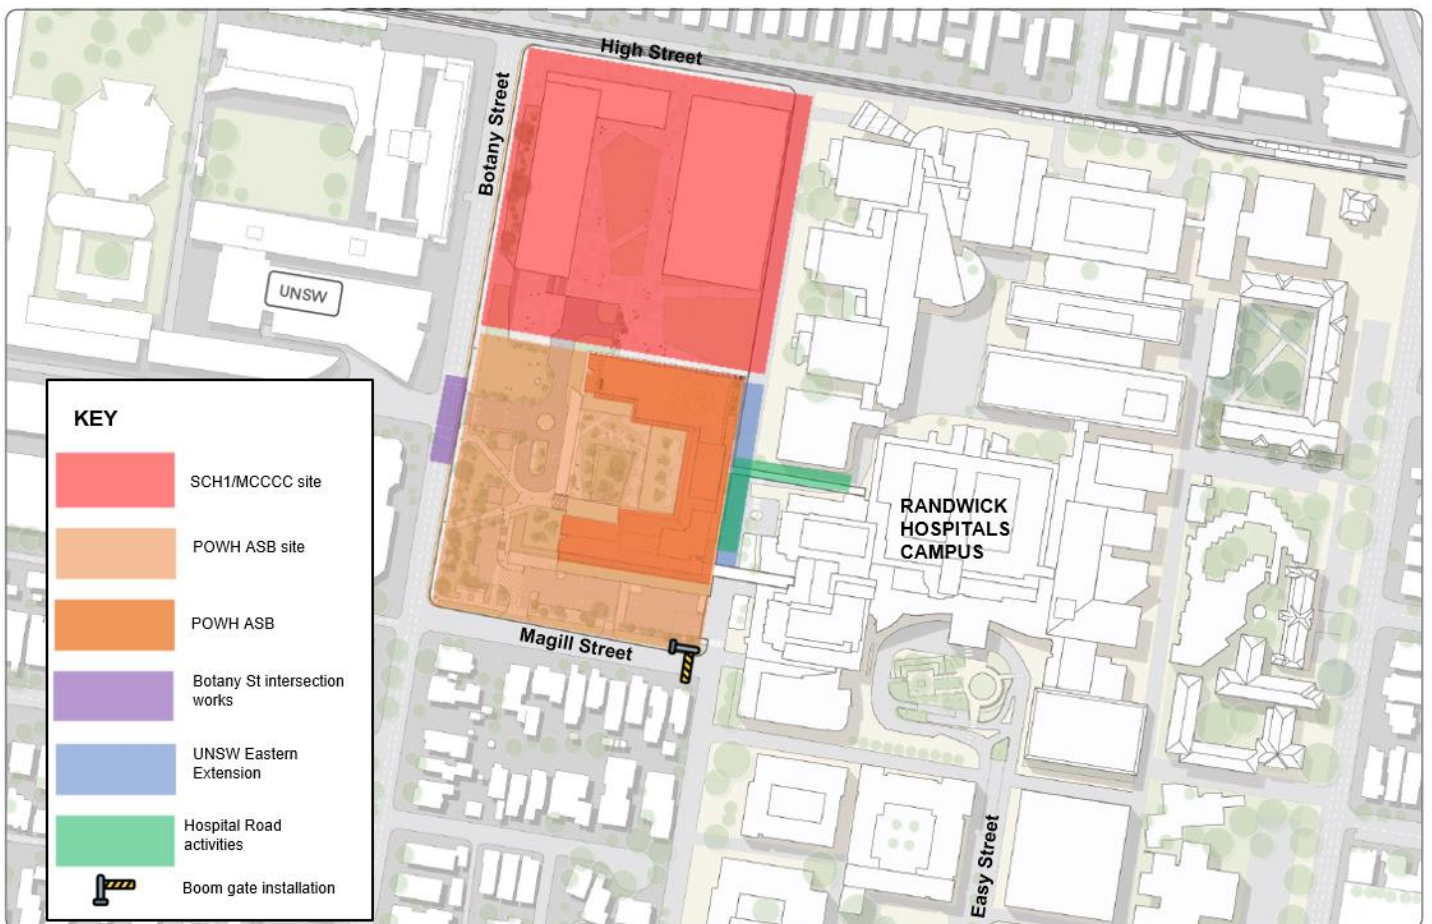 High Street
Botany Street
UNSW
KEY
SCH1/MCCCC site
POWH ASB site
POWH ASB
Botany St intersection
works
UNSW Eastern
Extension
Hospital Road
activities
Boom gate installation
RANDWICK
HOSPITALS
CAMPUS
Magill Street
Easy Street